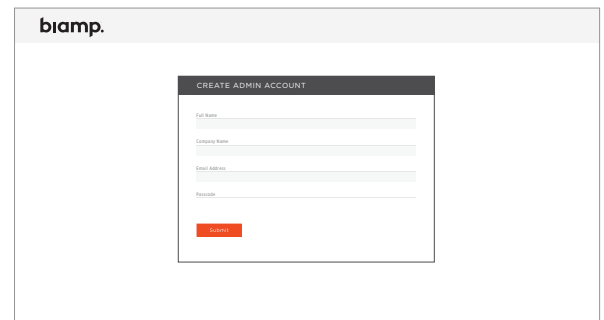 biamp.
CREATE ADMIN ACCOUNT
Full Name
Company Name
Email Address
Passcode
Submit